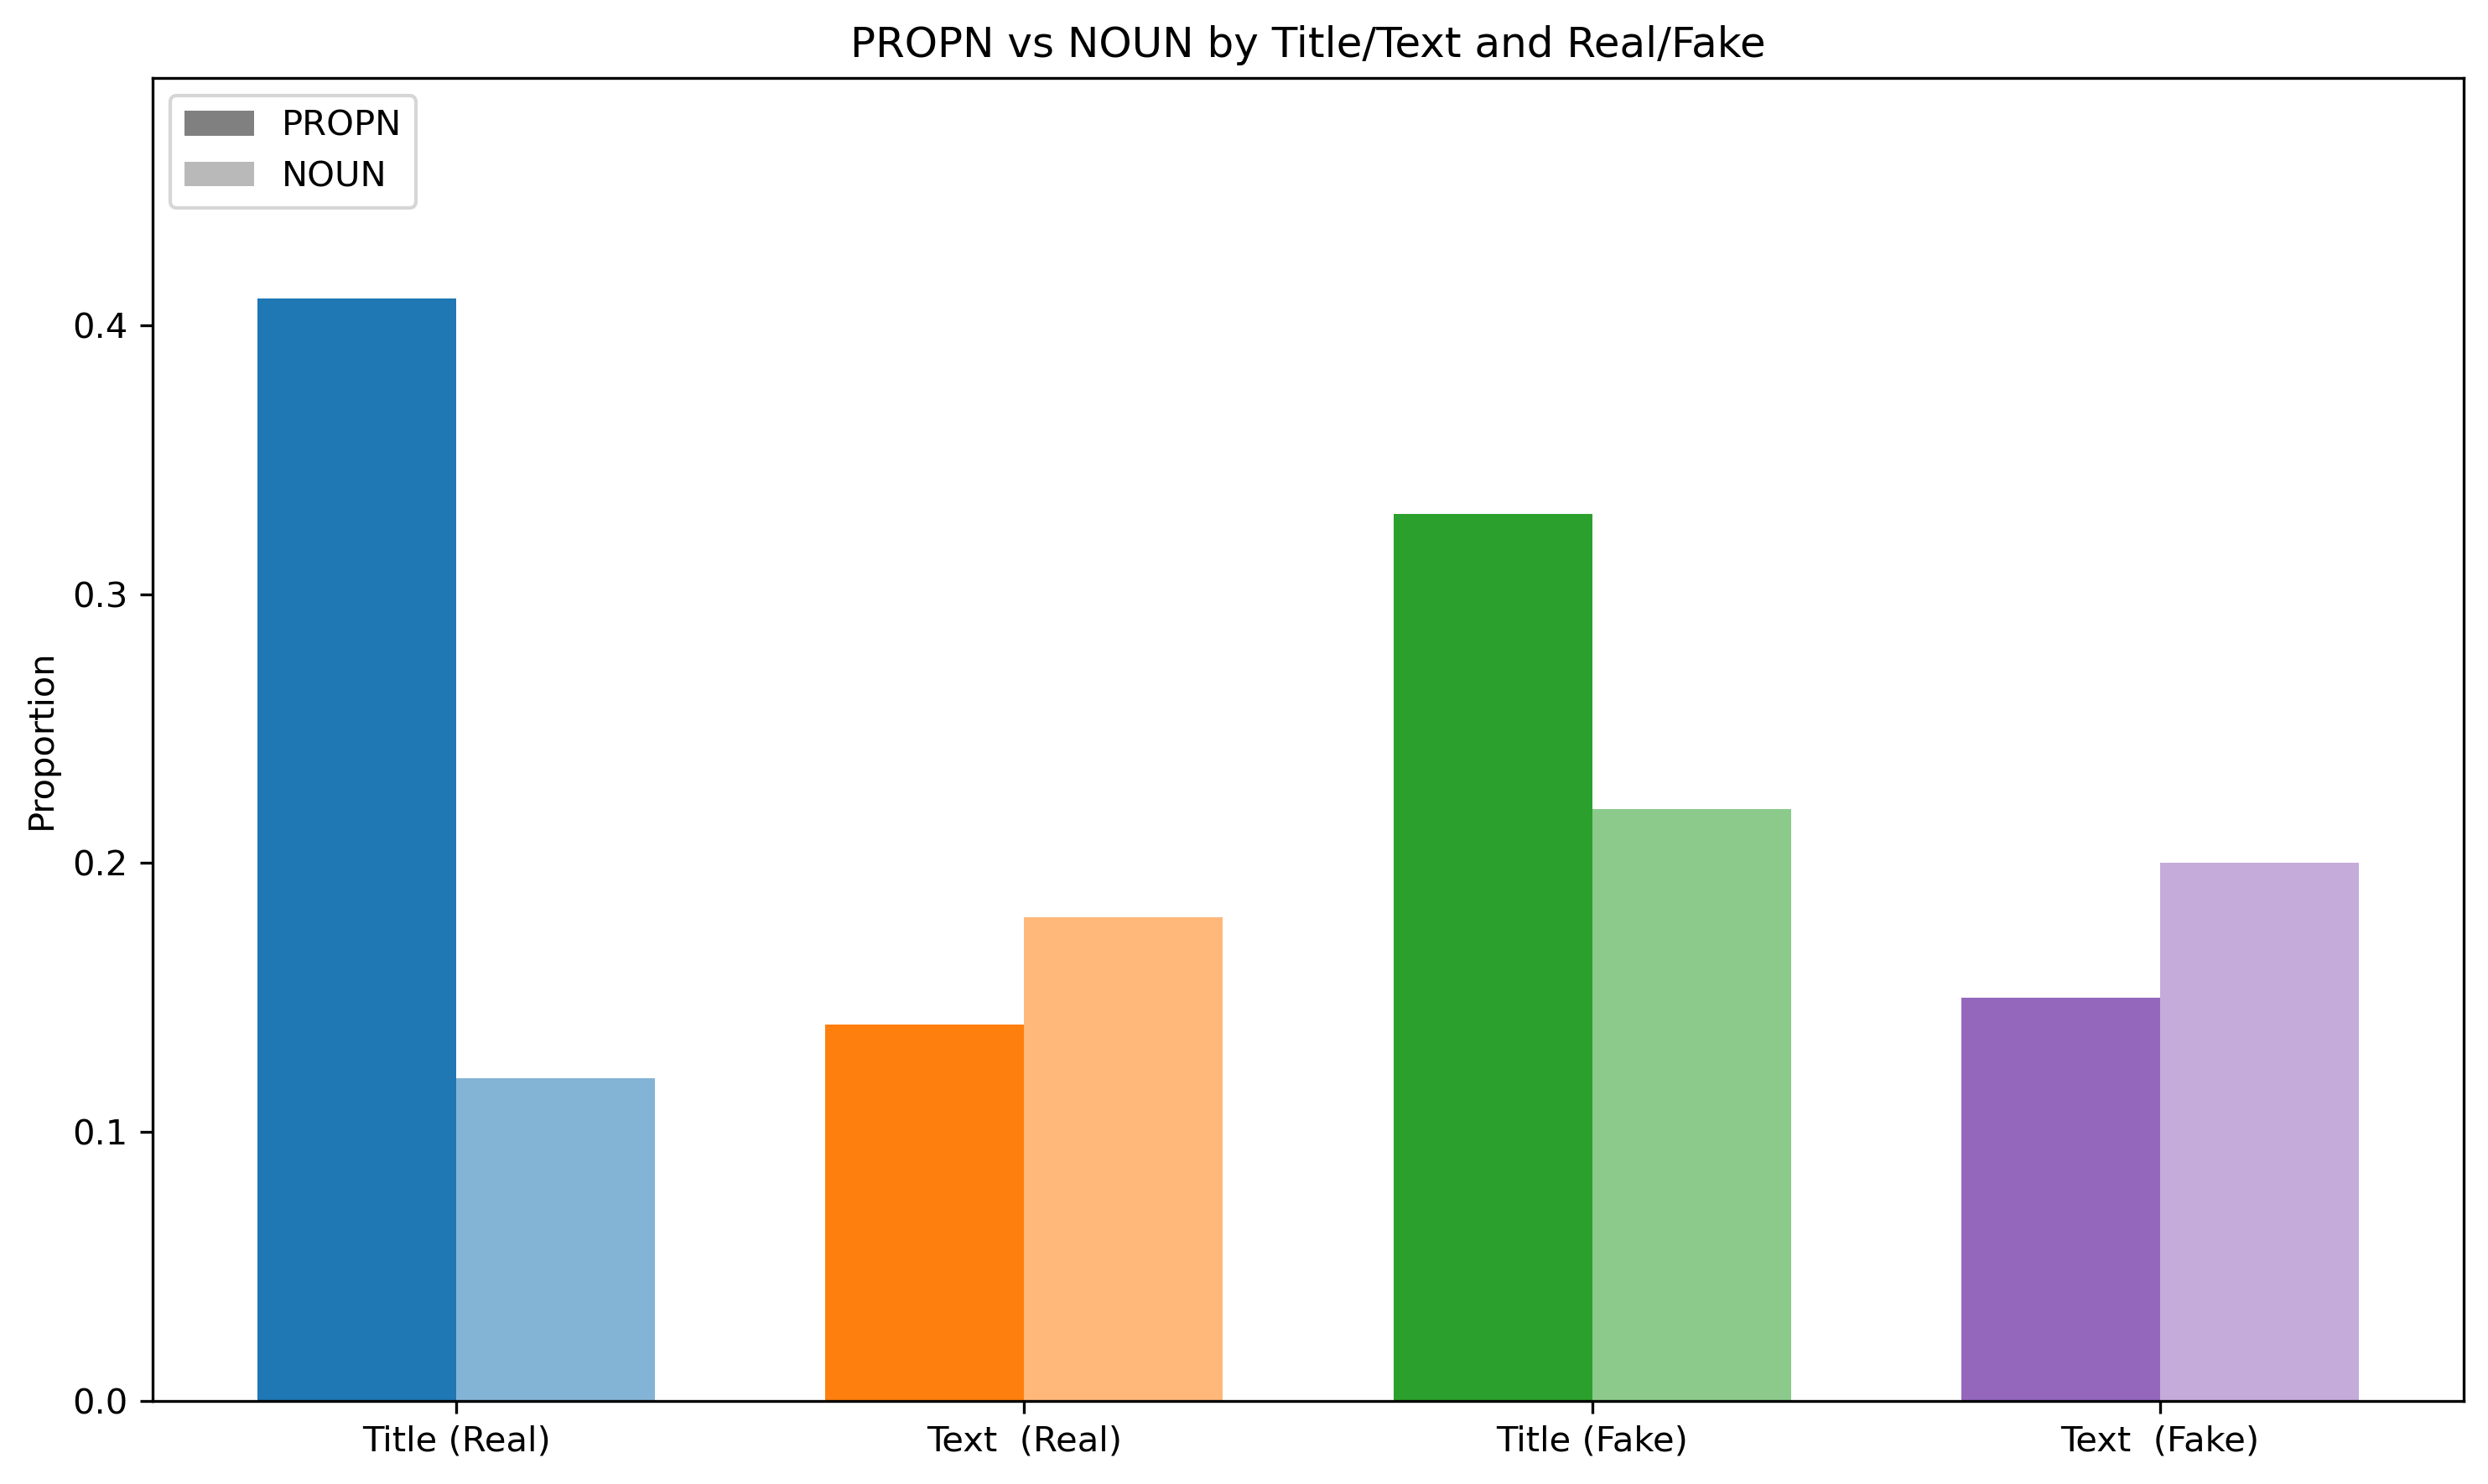 PROPN vs NOUN by Title/Text and Real/Fake
PROPN
NOUN
Proportion
0.4
0.3
0.2
0.1
0.0
Title (Real)
Text  (Real)
Title (Fake)
Text  (Fake)